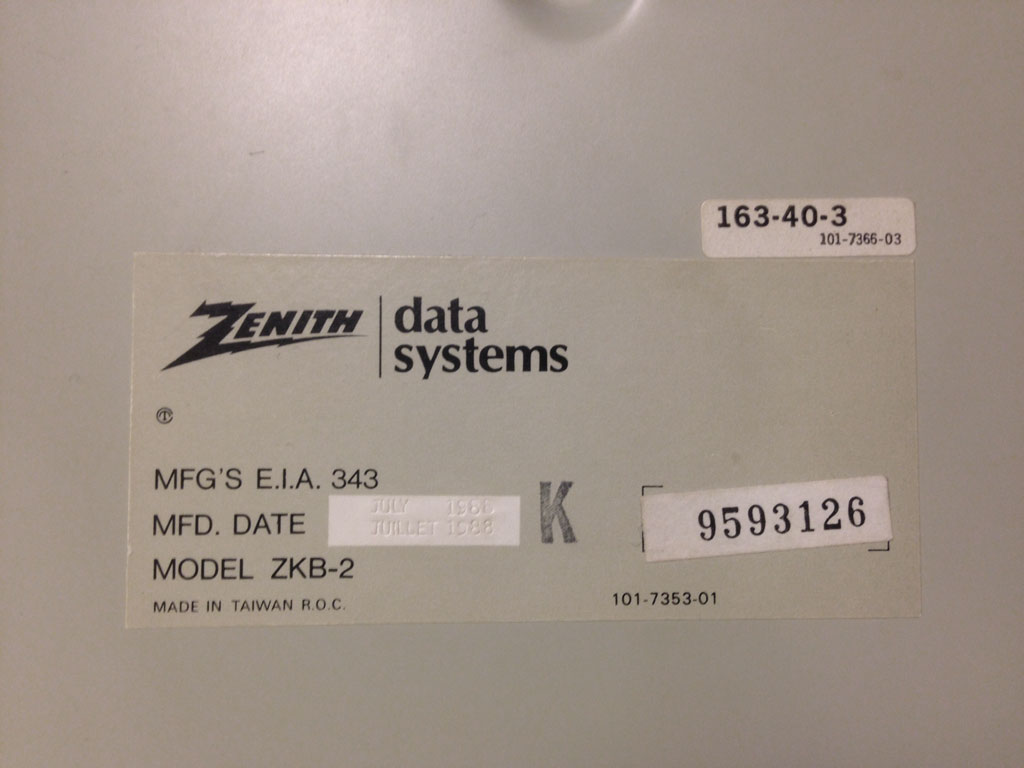 163-40-3
101-7366-03
ZENITH data systems
MFG'S E.I.A. 343
MFD. DATE JULY 1988
JUILLET 1988
K
9593126
MODEL ZKB-2
MADE IN TAIWAN R.O.C.
101-7353-01